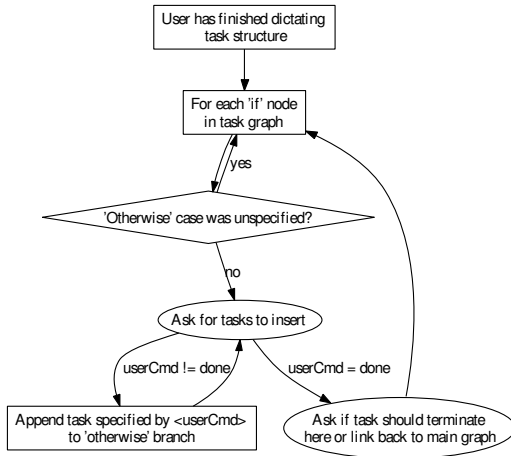 User has finished dictating
task structure
For each 'if' node
in task graph
yes
'Otherwise' case was unspecified?
no
Ask for tasks to insert
userCmd != done
userCmd = done
Append task specified by <userCmd>
to 'otherwise' branch
Ask if task should terminate
here or link back to main graph